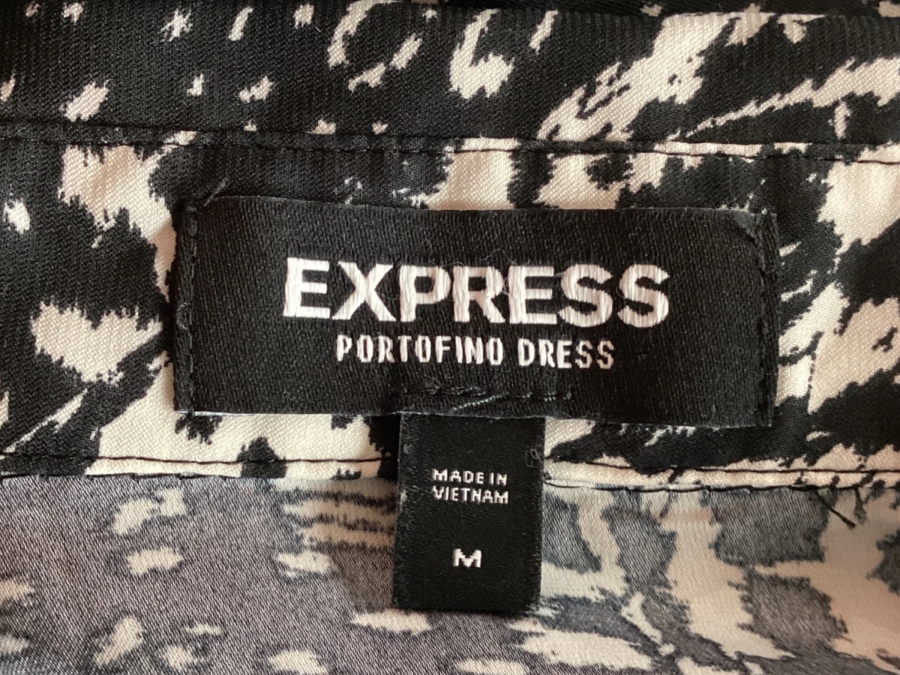 EXPRESS
PORTOFINO DRESS
MADE IN
VIETNAM
M